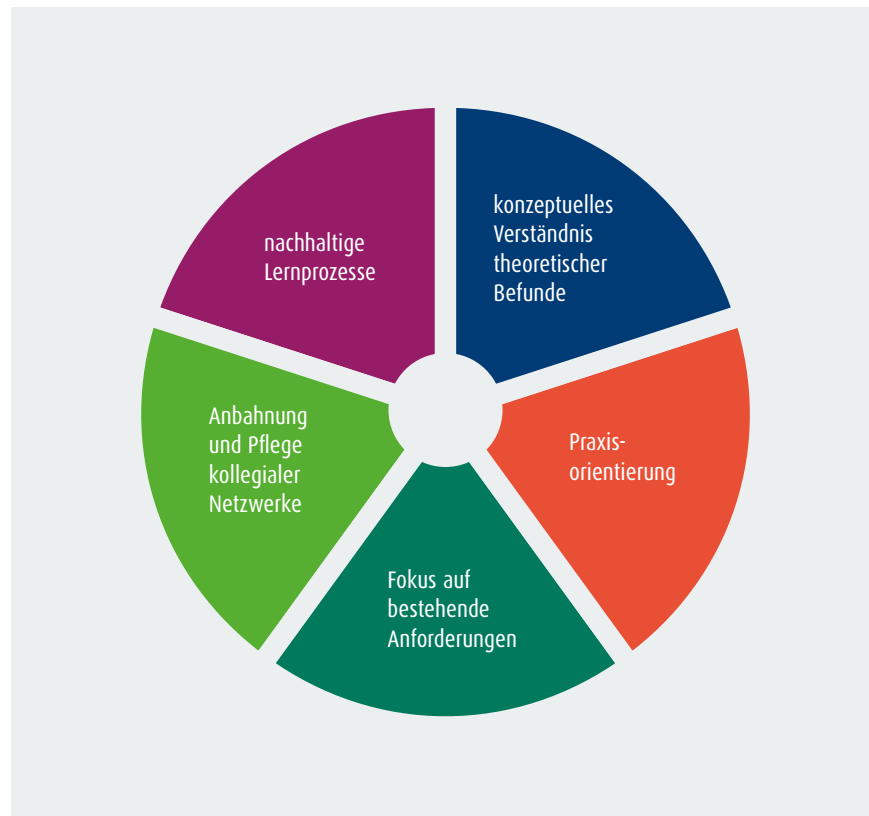 konzeptuelles
Verständnis
theoretischer
Befunde
Praxis-
orientierung
Fokus auf
bestehende
Anforderungen
Anbahnung
und Pflege
kollegialer
Netzwerke
nachhaltige
Lernprozesse